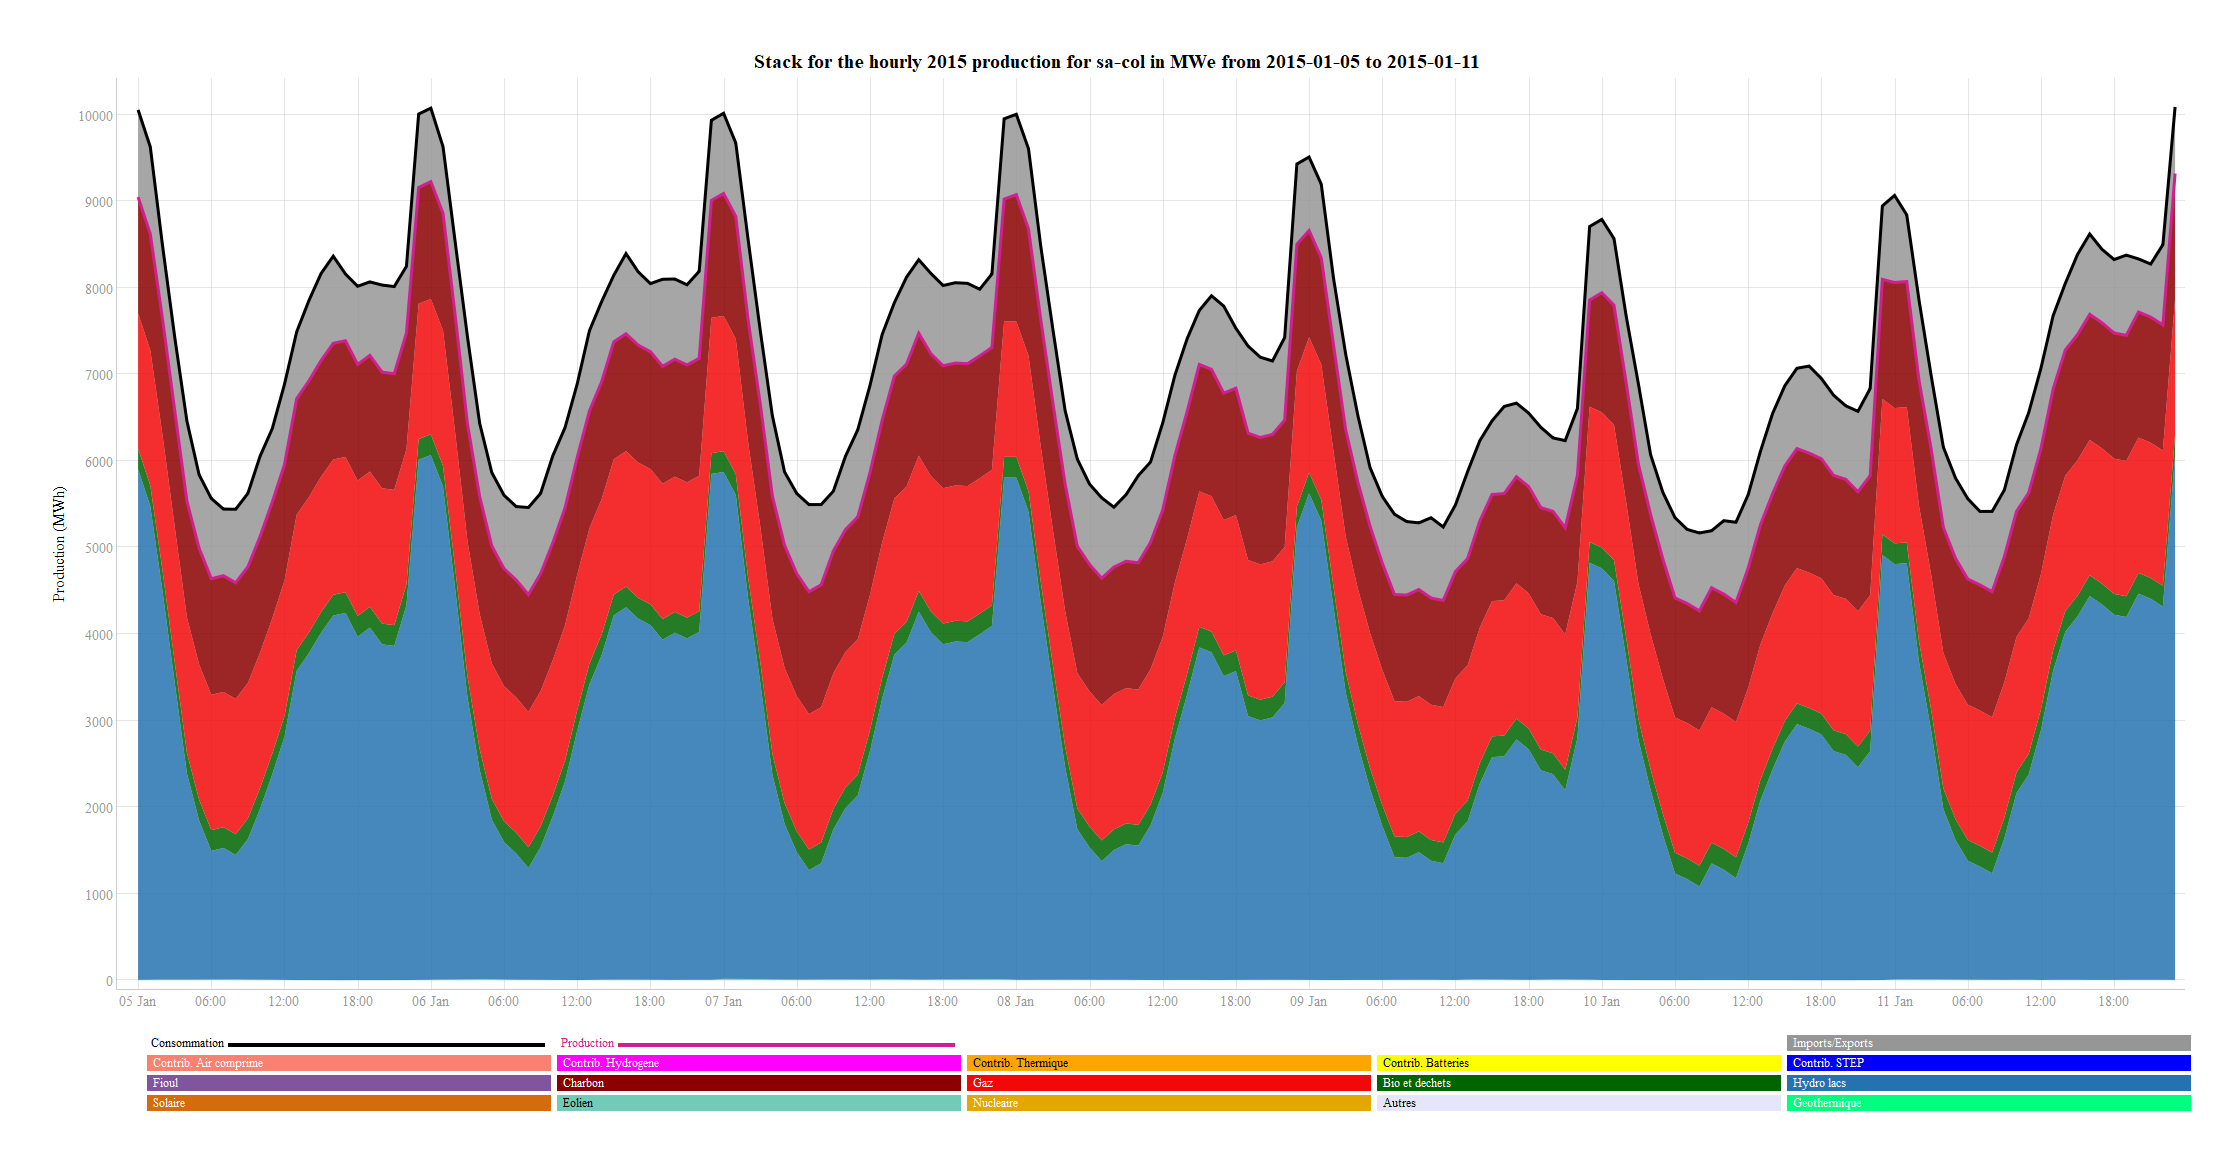 Stack for the hourly 2015 production for sa-col in MWe from 2015-01-05 to 2015-01-11
10000
9000
8000
7000
6000
5000
4000
3000
2000
1000
0
Production (MWh)
05 Jan 06:00 12:00 18:00 06 Jan 06:00 12:00 18:00 07 Jan 06:00 12:00 18:00 08 Jan 06:00 12:00 18:00 09 Jan 06:00 12:00 18:00 10 Jan 06:00 12:00 18:00 11 Jan 06:00 12:00 18:00
Consommation Production Imports/Exports
Contrib. Air comprime Contrib. Hydrogene Contrib. Thermique Contrib. Batteries Contrib. STEP
Fioul Charbon Gaz Bio et dechets Hydro lacs
Solaire Eolien Nucleaire Autres Geothermique